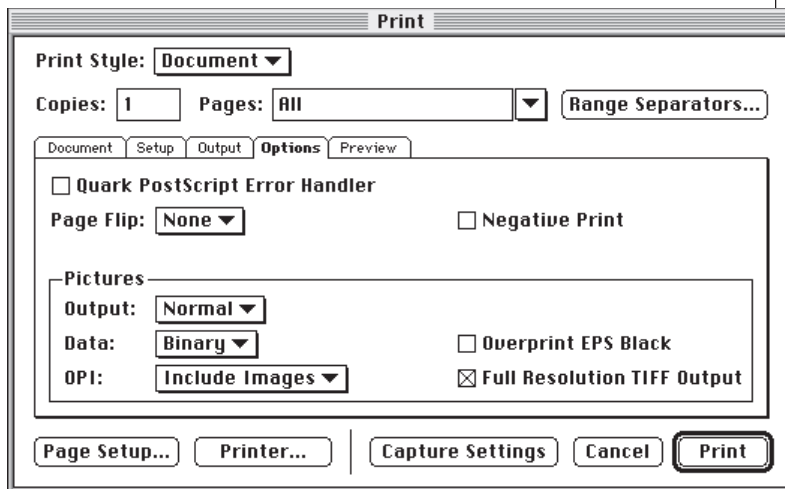 Print
Print Style: Document
Copies: 1 Pages: All Range Separators...
Document Setup Output Options Preview
Quark PostScript Error Handler
Page Flip: None Negative Print
Pictures
Output: Normal
Data: Binary Overprint EPS Black
OPI: Include Images Full Resolution TIFF Output
Page Setup... Printer... Capture Settings Cancel Print